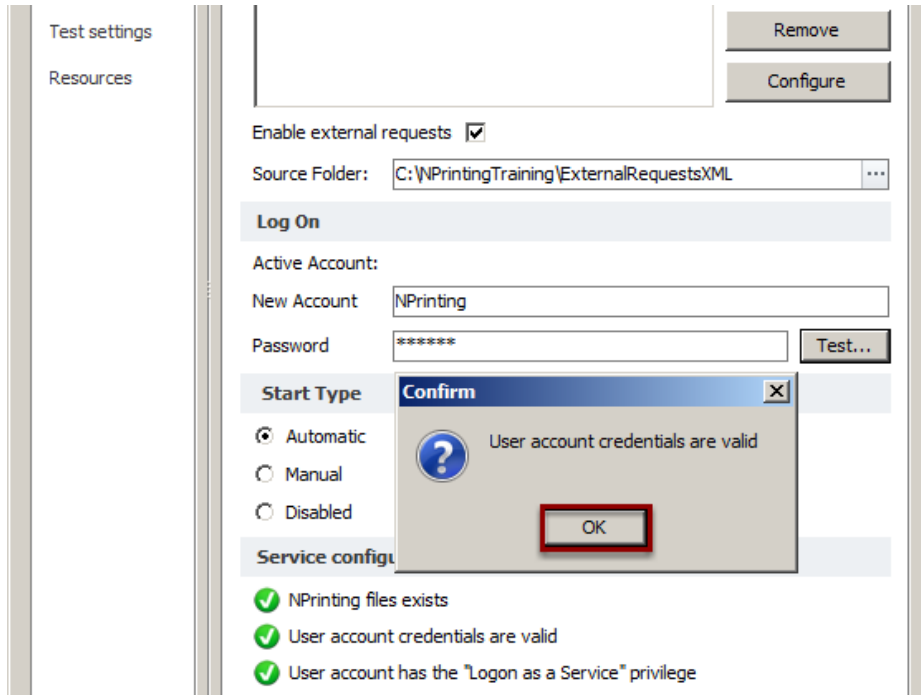 Test settings
Resources
Remove
Configure
Enable external requests
Source Folder: C:\NPrintingTraining\ExternalRequestsXML ...
Log On
Active Account:
New Account NPrinting
Password ****** Test...
Start Type
Confirm
Automatic
User account credentials are valid
Manual
Disabled
OK
Service config
NPrinting files exists
User account credentials are valid
User account has the "Logon as a Service" privilege